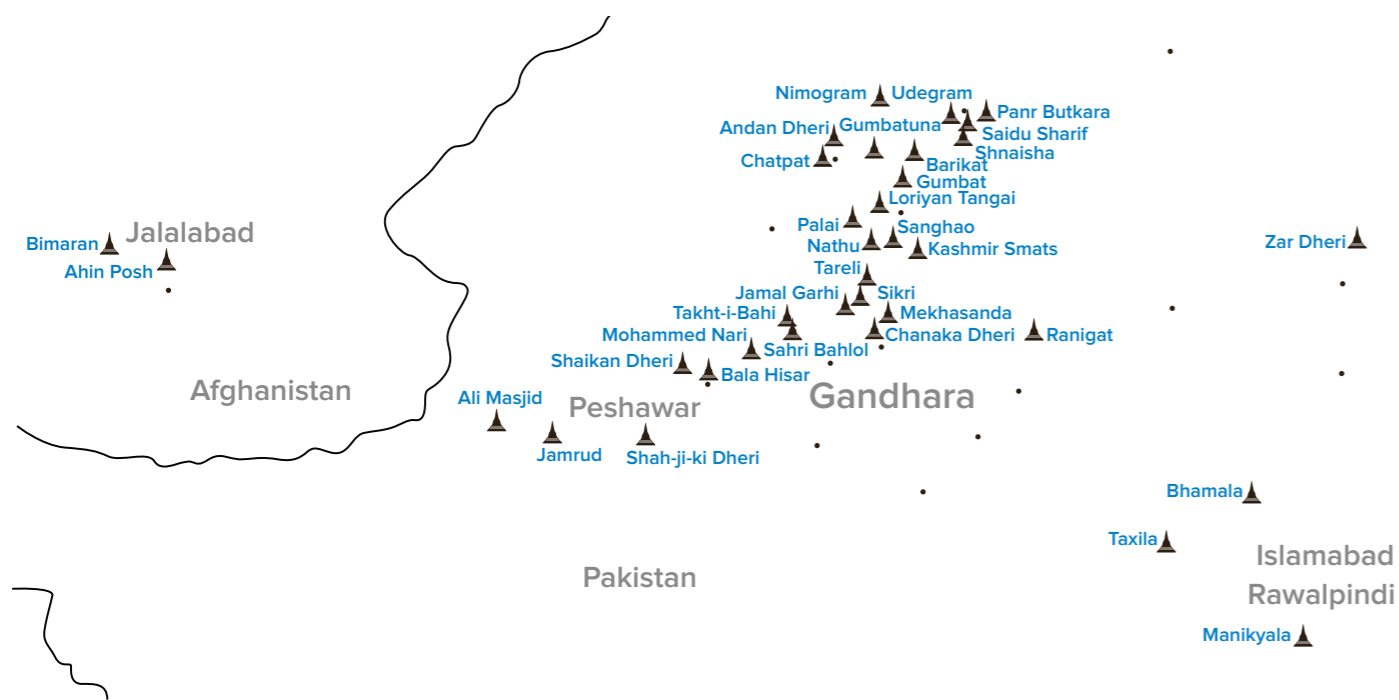 Nimogram
Udegram
Panr Butkara
Andan Dheri
Gumbatuna
Saidu Sharif
Shnaisha
Chatpat
Barikat
Gumbat
Loriyan Tangai
Palai
Sanghao
Jalalabad
Bimaran
Nathu
Kashmir Smats
Zar Dheri
Ahin Posh
Tareli
Jamal Garhi
Sikri
Takht-i-Bahi
Mekhasanda
Mohammed Nari
Chanaka Dheri
Ranigat
Sahri Bahlol
Shaikan Dheri
Bala Hisar
Afghanistan
Ali Masjid
Peshawar
Gandhara
Jamrud
Shah-ji-ki Dheri
Bhamala
Taxila
Islamabad
Pakistan
Rawalpindi
Manikyala